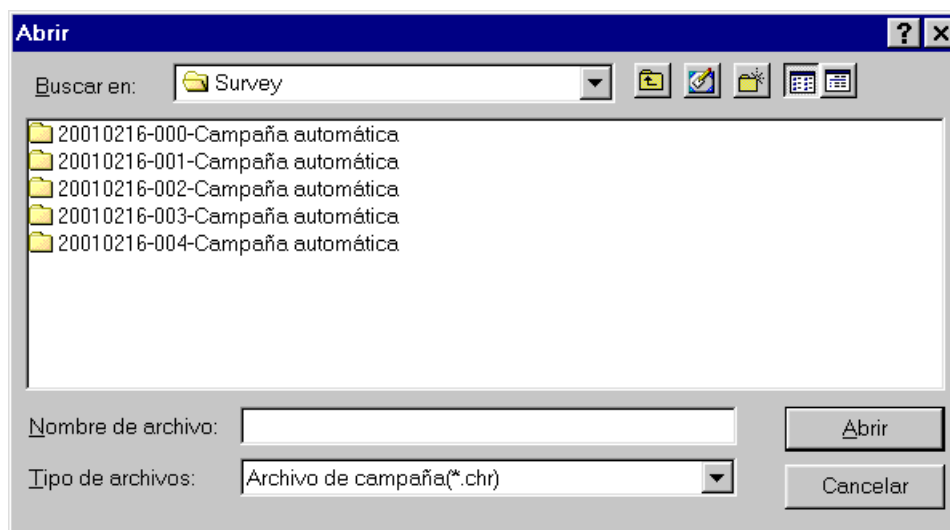 Abrir
Buscar en: Survey
20010216-000-Campaña automática
20010216-001-Campaña automática
20010216-002-Campaña automática
20010216-003-Campaña automática
20010216-004-Campaña automática
Nombre de archivo: Abrir
Tipo de archivos: Archivo de campaña(*.chr) Cancelar